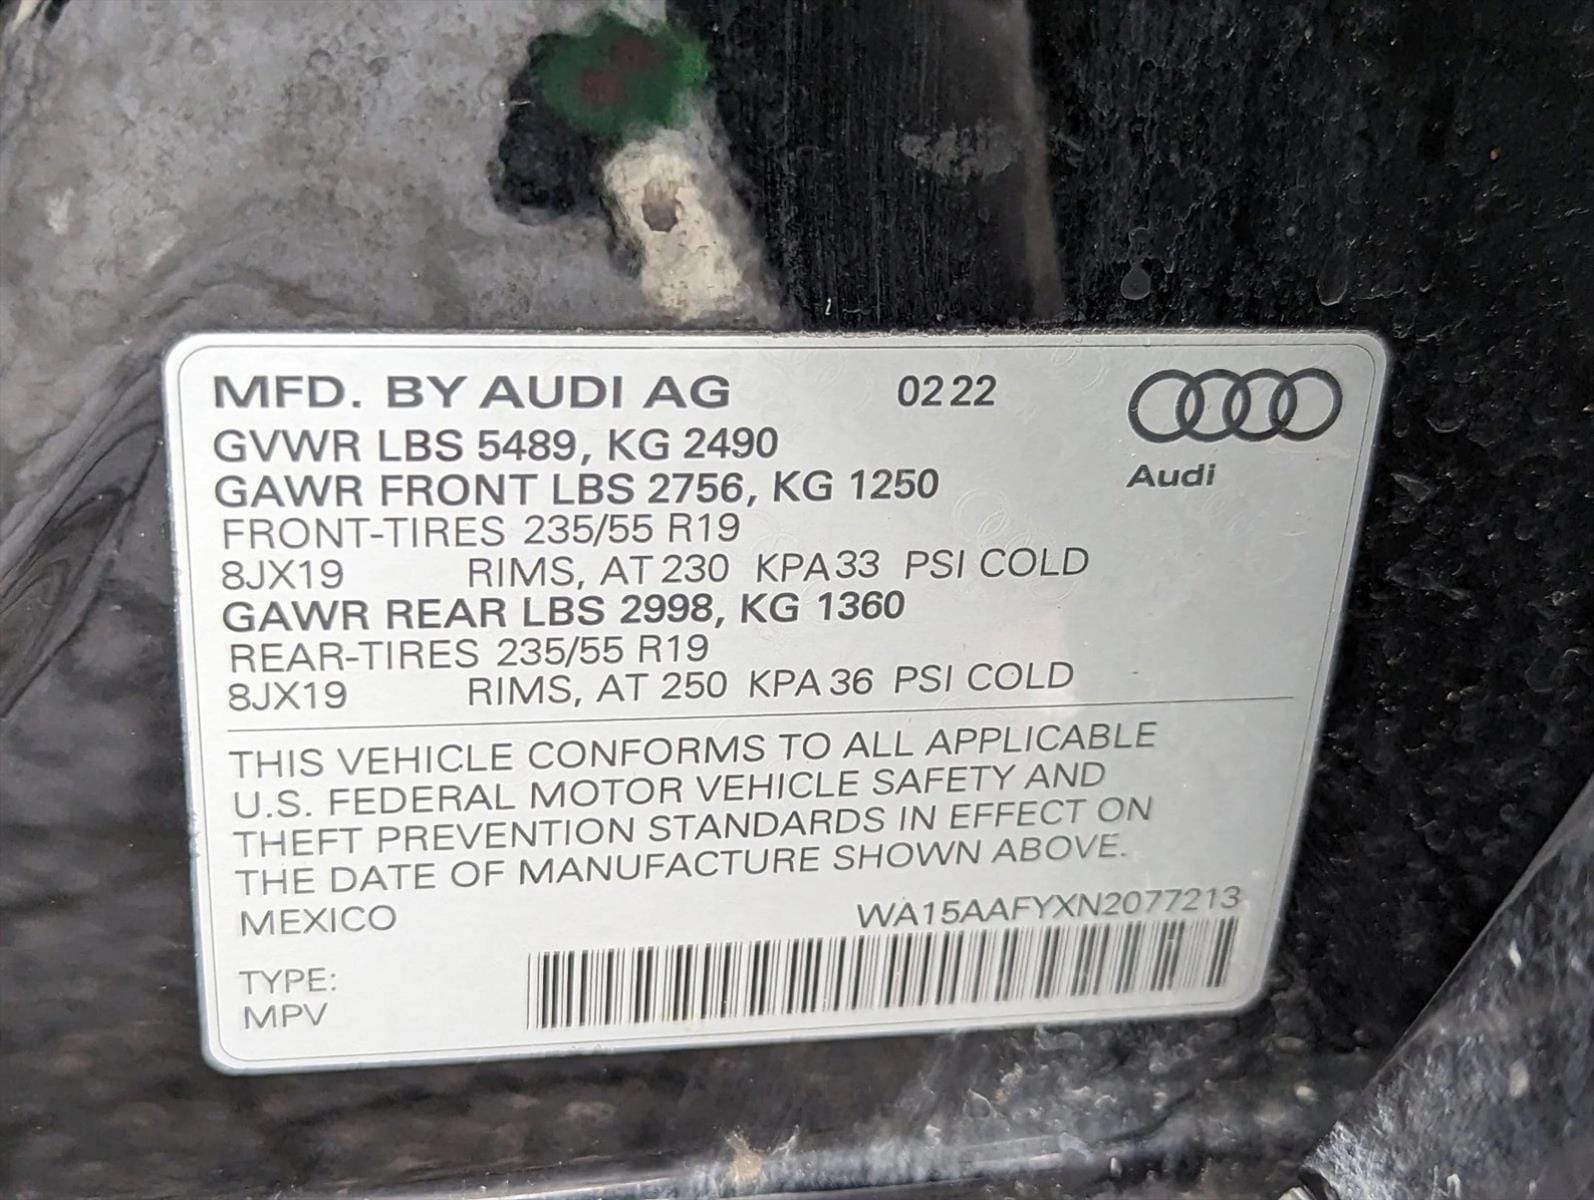 MFD. BY AUDI AG 02 22
GVWR LBS 5489, KG 2490
GAWR FRONT LBS 2756, KG 1250
Audi
FRONT-TIRES 235/55 R19
8JX19 RIMS, AT 230 KPA 33 PSI COLD
GAWR REAR LBS 2998, KG 1360
REAR-TIRES 235/55 R19
8JX19 RIMS, AT 250 KPA 36 PSI COLD
THIS VEHICLE CONFORMS TO ALL APPLICABLE
U.S. FEDERAL MOTOR VEHICLE SAFETY AND
THEFT PREVENTION STANDARDS IN EFFECT ON
THE DATE OF MANUFACTURE SHOWN ABOVE.
MEXICO WA15AAFYXN2077213
TYPE:
MPV